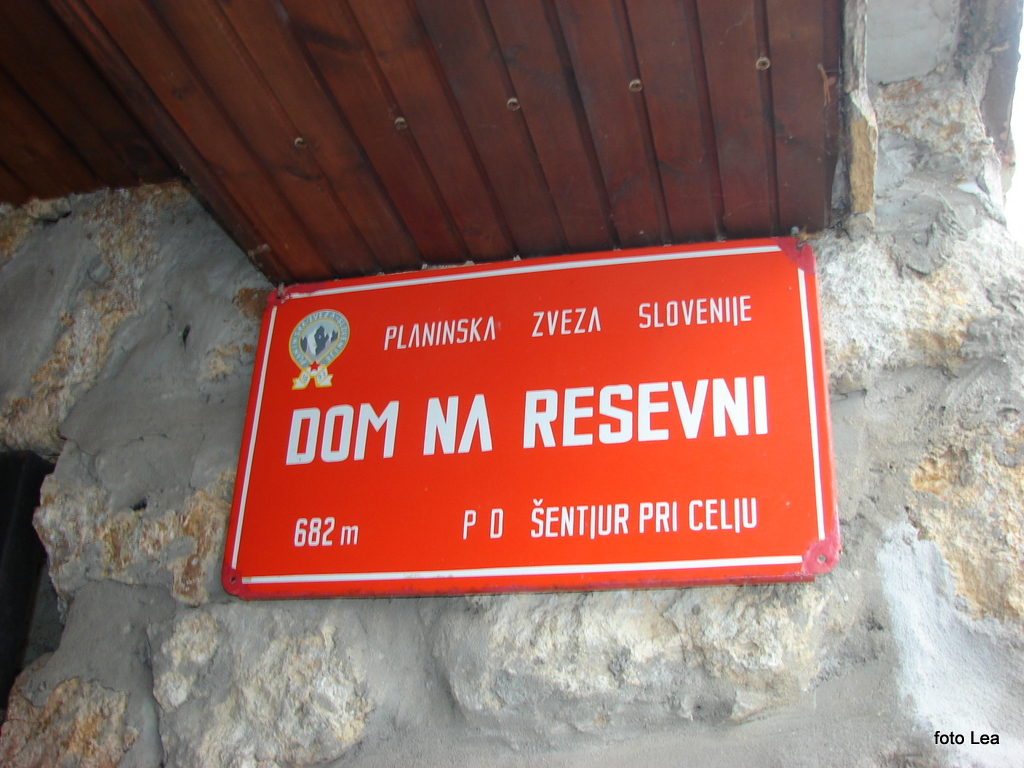 PLANINSKA ZVEZA SLOVENIJE
DOM NA RESEVNI
682 m P D ŠENTJUR PRI CELJU
foto Lea